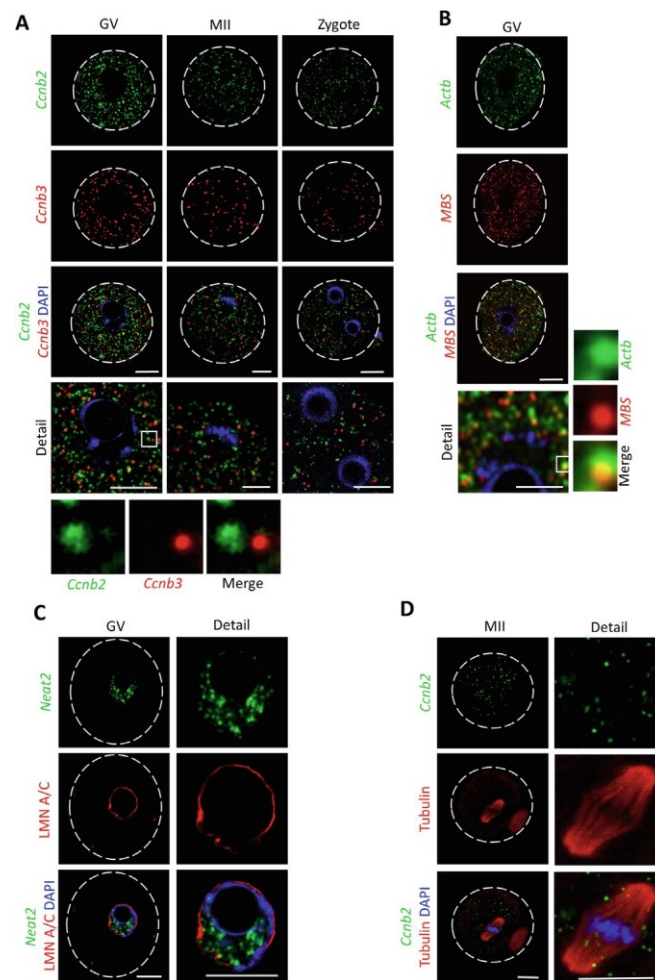 A
GV
MII
Zygote
Ccnb2
Ccnb3
Ccnb2
Ccnb3 DAPI
Detail
Ccnb2
Ccnb3
Merge
B
GV
Actb
MBS
Actb
MBS DAPI
Detail
Actb
MBS
Merge
C
GV
Detail
Neat2
LMN A/C
Neat2
LMN A/C DAPI
D
MII
Detail
Ccnb2
Tubulin
Ccnb2
Tubulin DAPI